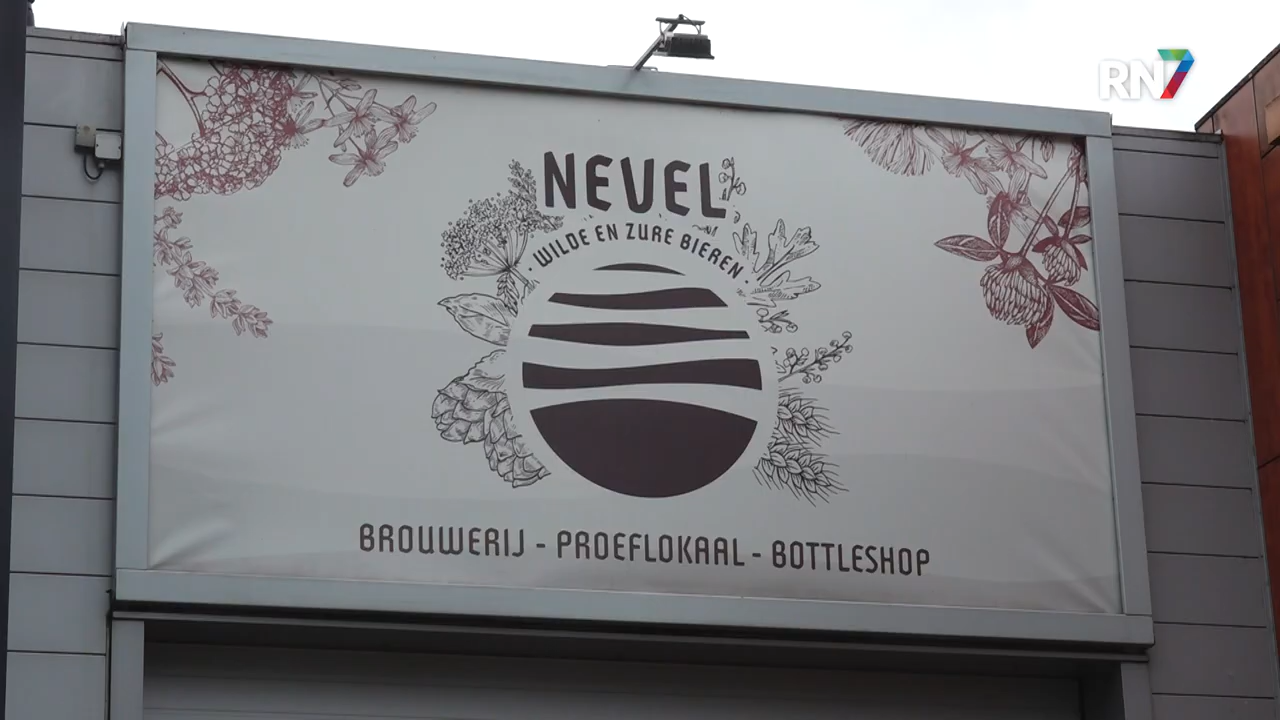 RN7
NEVEL
WILDE EN ZURE BIEREN
BROUWERIJ - PROEFLOKAAL - BOTTLESHOP